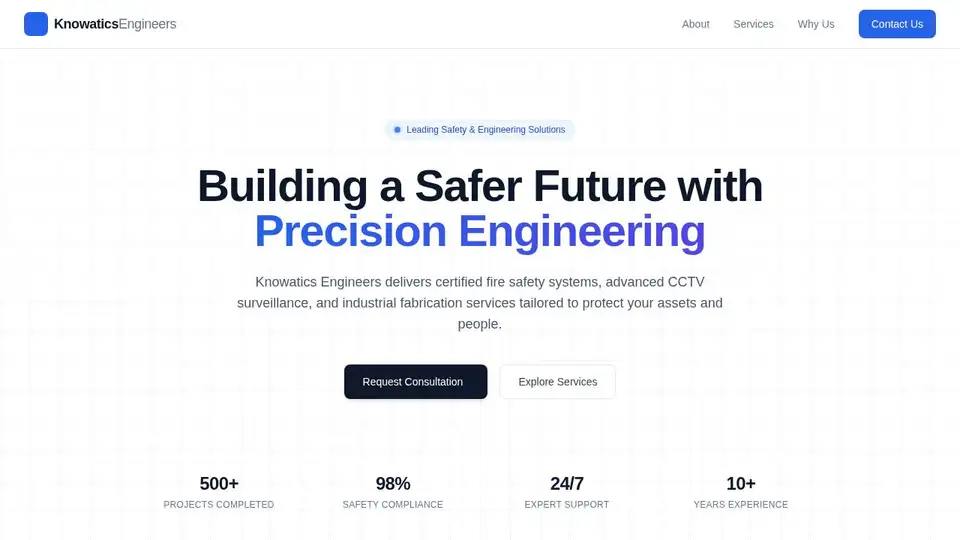 KnowaticsEngineers
About
Services
Why Us
Contact Us
Leading Safety & Engineering Solutions
Building a Safer Future with
Precision Engineering
Knowatics Engineers delivers certified fire safety systems, advanced CCTV
surveillance, and industrial fabrication services tailored to protect your assets and
people.
Request Consultation
Explore Services
500+
PROJECTS COMPLETED
98%
SAFETY COMPLIANCE
24/7
EXPERT SUPPORT
10+
YEARS EXPERIENCE